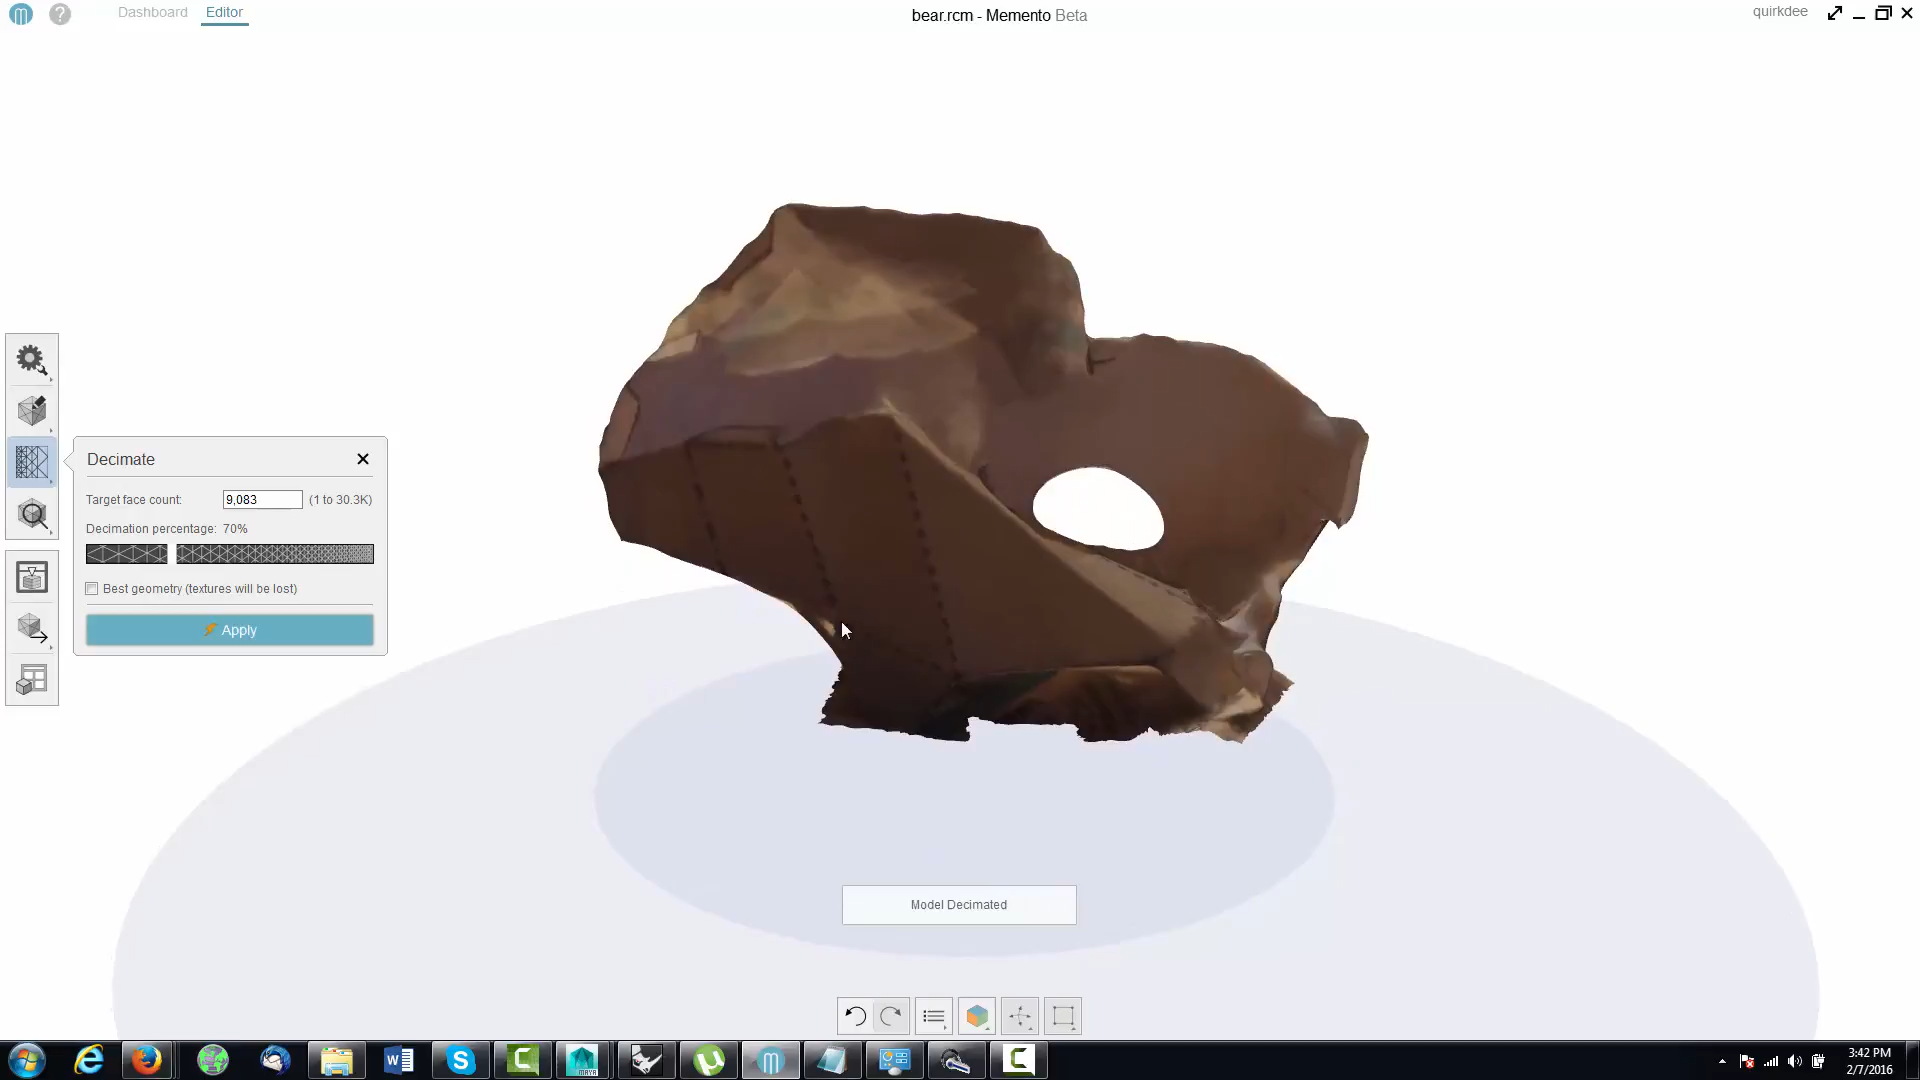 Dashboard Editor
bear.rcm - Memento Beta
quirkdee
Decimate
Target face count: 9,083 (1 to 30.3K)
Decimation percentage: 70%
Best geometry (textures will be lost)
Apply
Model Decimated
MAYA
3:42 PM
2/7/2016